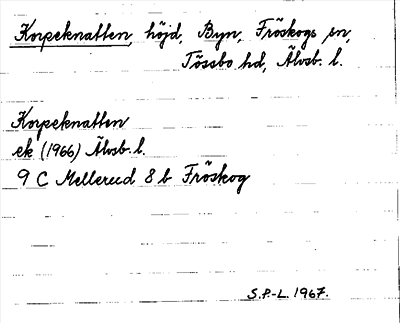 Korpeknatten, höjd, Byn, Fröskogs sn,
Tössbo hd, Älvsb. l.
Korpeknatten
ek (1966) Älvsb. l.
9 C Mellerud 8 b Fröskog
S.P.-L. 1967.